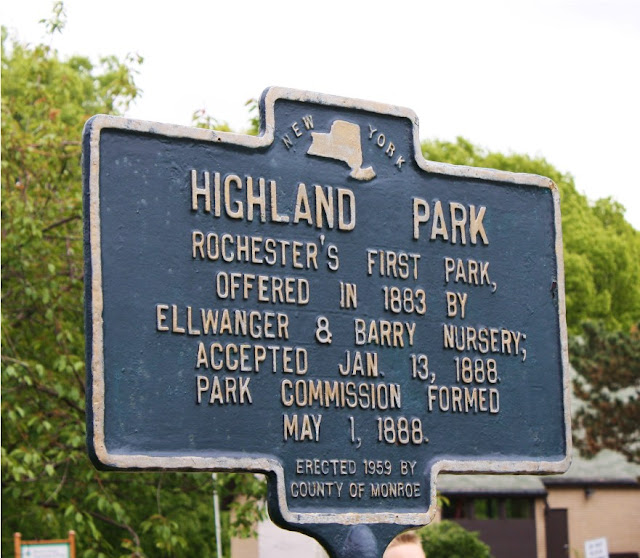 NEW YORK
HIGHLAND PARK
ROCHESTER'S FIRST PARK,
OFFERED IN 1883 BY
ELLWANGER & BARRY NURSERY;
ACCEPTED JAN. 13, 1888.
PARK COMMISSION FORMED
MAY 1, 1888.
ERECTED 1959 BY
COUNTY OF MONROE